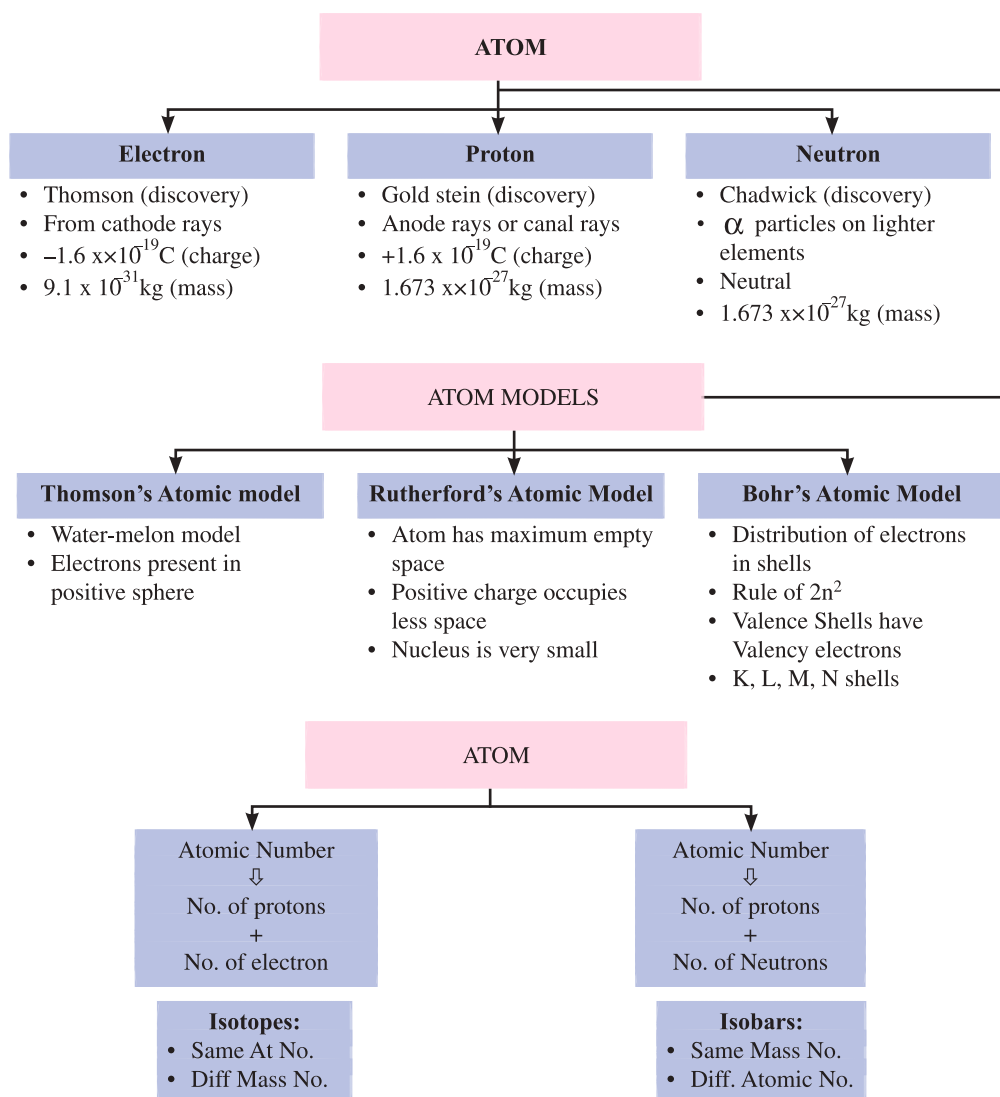 ATOM
Electron
• Thomson (discovery)
• From cathode rays
• –1.6 x×10⁻¹⁹C (charge)
• 9.1 x 10⁻³¹kg (mass)
Proton
• Gold stein (discovery)
• Anode rays or canal rays
• +1.6 x 10⁻¹⁹C (charge)
• 1.673 x×10⁻²⁷kg (mass)
Neutron
• Chadwick (discovery)
• α particles on lighter
elements
• Neutral
• 1.673 x×10⁻²⁷kg (mass)
ATOM MODELS
Thomson’s Atomic model
• Water-melon model
• Electrons present in
positive sphere
Rutherford’s Atomic Model
• Atom has maximum empty
space
• Positive charge occupies
less space
• Nucleus is very small
Bohr’s Atomic Model
• Distribution of electrons
in shells
• Rule of 2n²
• Valence Shells have
Valency electrons
• K, L, M, N shells
ATOM
Atomic Number
⇩
No. of protons
+
No. of electron
Isotopes:
• Same At No.
• Diff Mass No.
Atomic Number
⇩
No. of protons
+
No. of Neutrons
Isobars:
• Same Mass No.
• Diff. Atomic No.